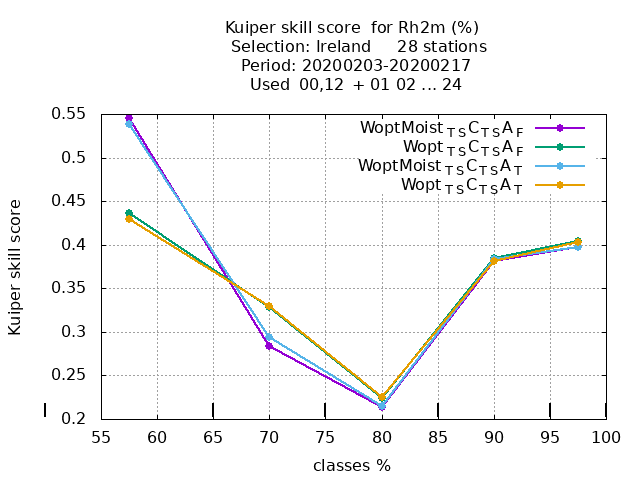 Kuiper skill score for Rh2m (%)
Selection: Ireland 28 stations
Period: 20200203-20200217
Used 00,12 + 01 02 ... 24
WoptMoist TS C TS A F
Wopt TS C TS A F
WoptMoist TS C TS A T
Wopt TS C TS A T
Kuiper skill score
0.55
0.5
0.45
0.4
0.35
0.3
0.25
0.2
55 60 65 70 75 80 85 90 95 100
classes %